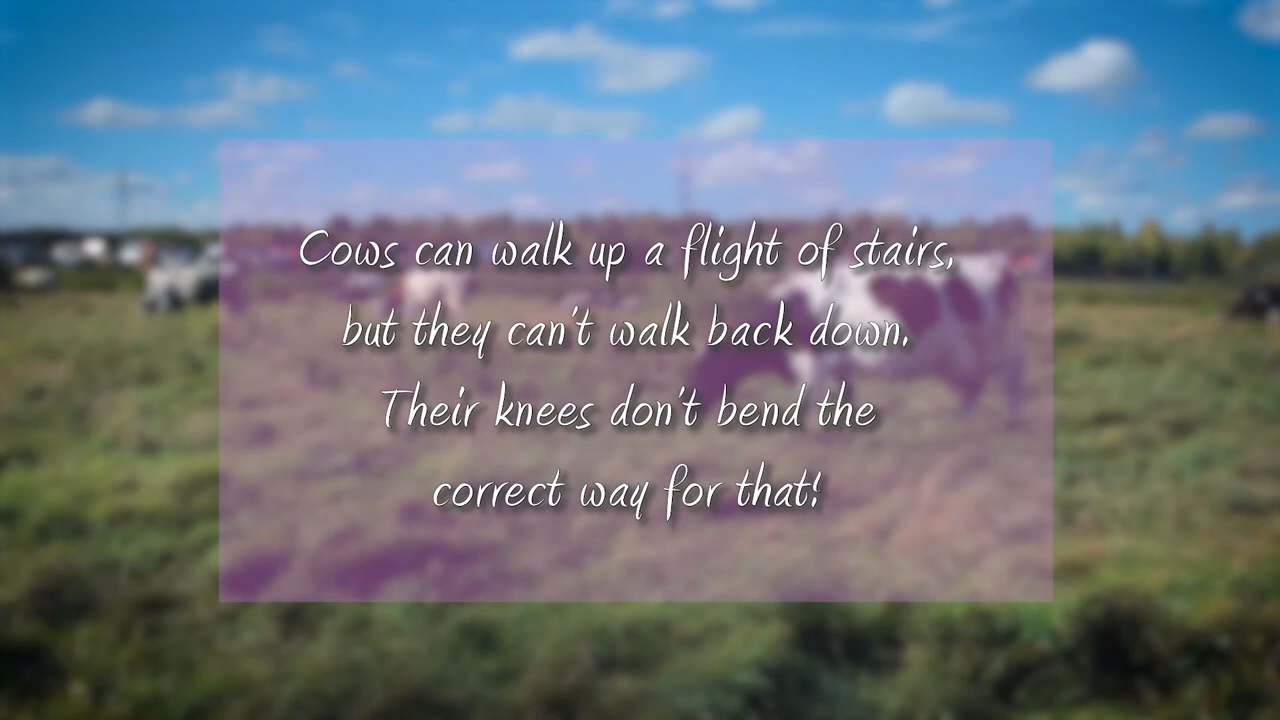 Cows can walk up a flight of stairs,
but they can't walk back down.
Their knees don't bend the
correct way for that!